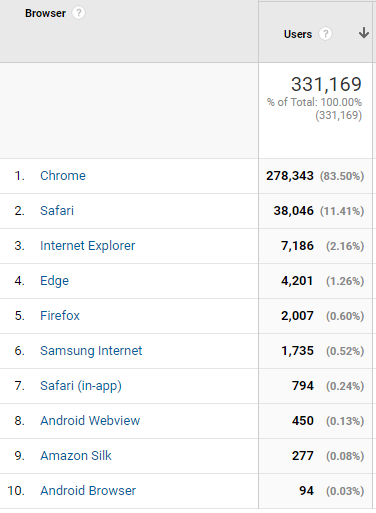 Browser ? Users ?
331,169
% of Total: 100.00%
(331,169)
1. Chrome 278,343 (83.50%)
2. Safari 38,046 (11.41%)
3. Internet Explorer 7,186 (2.16%)
4. Edge 4,201 (1.26%)
5. Firefox 2,007 (0.60%)
6. Samsung Internet 1,735 (0.52%)
7. Safari (in-app) 794 (0.24%)
8. Android Webview 450 (0.13%)
9. Amazon Silk 277 (0.08%)
10. Android Browser 94 (0.03%)